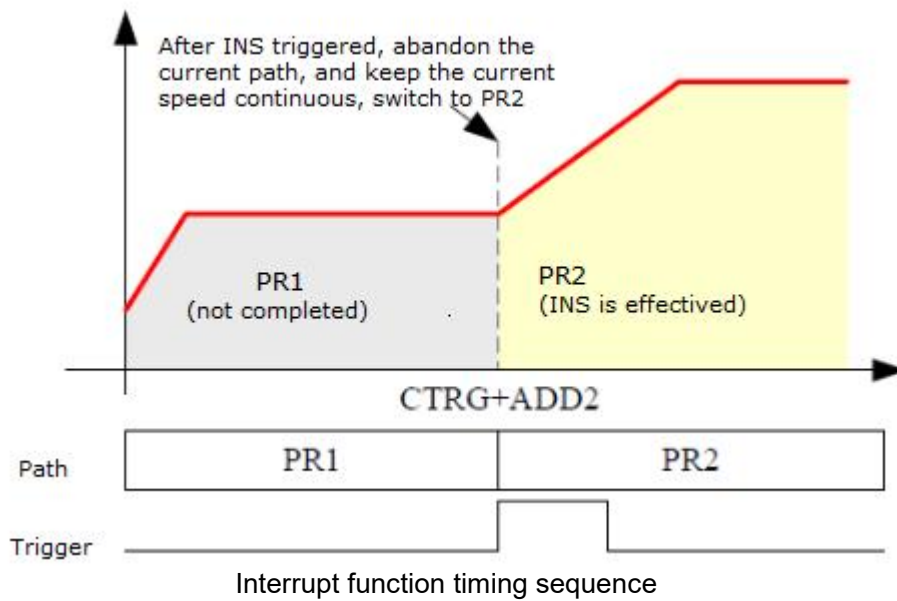 After INS triggered, abandon the
current path, and keep the current
speed continuous, switch to PR2
PR1
(not completed)
PR2
(INS is effectived)
CTRG+ADD2
Path
PR1
PR2
Trigger
Interrupt function timing sequence